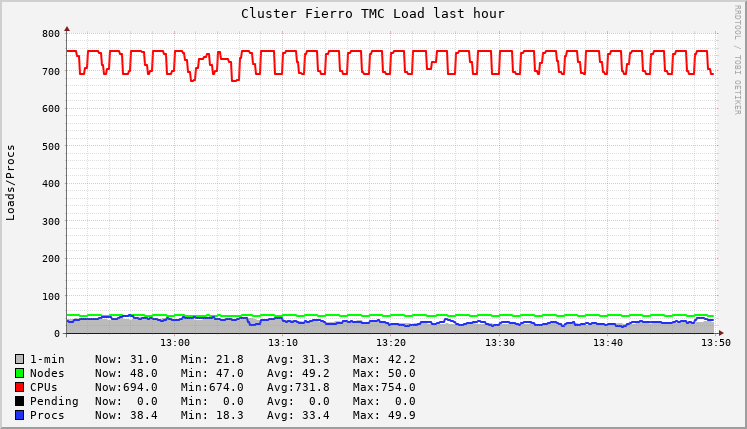 Cluster Fierro TMC Load last hour
RRDTOOL / TOBI OETIKER
Loads/Procs
800
700
600
500
400
300
200
100
0
13:00 13:10 13:20 13:30 13:40 13:50
1-min Now: 31.0 Min: 21.8 Avg: 31.3 Max: 42.2
Nodes Now: 48.0 Min: 47.0 Avg: 49.2 Max: 50.0
CPUs Now:694.0 Min:674.0 Avg:731.8 Max:754.0
Pending Now: 0.0 Min: 0.0 Avg: 0.0 Max: 0.0
Procs Now: 38.4 Min: 18.3 Avg: 33.4 Max: 49.9